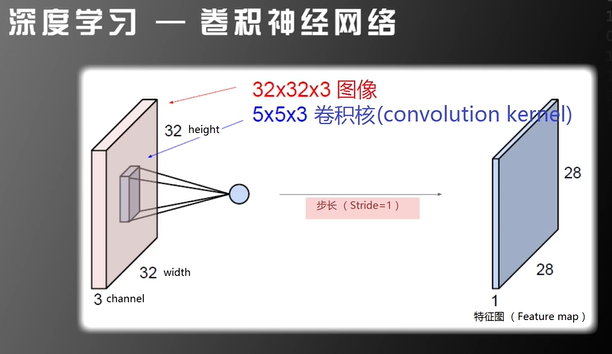 深度学习 — 卷积神经网络
32x32x3 图像
5x5x3 卷积核(convolution kernel)
32 height
步长（Stride=1）
28
32 width
28
3 channel
1
特征图（Feature map）